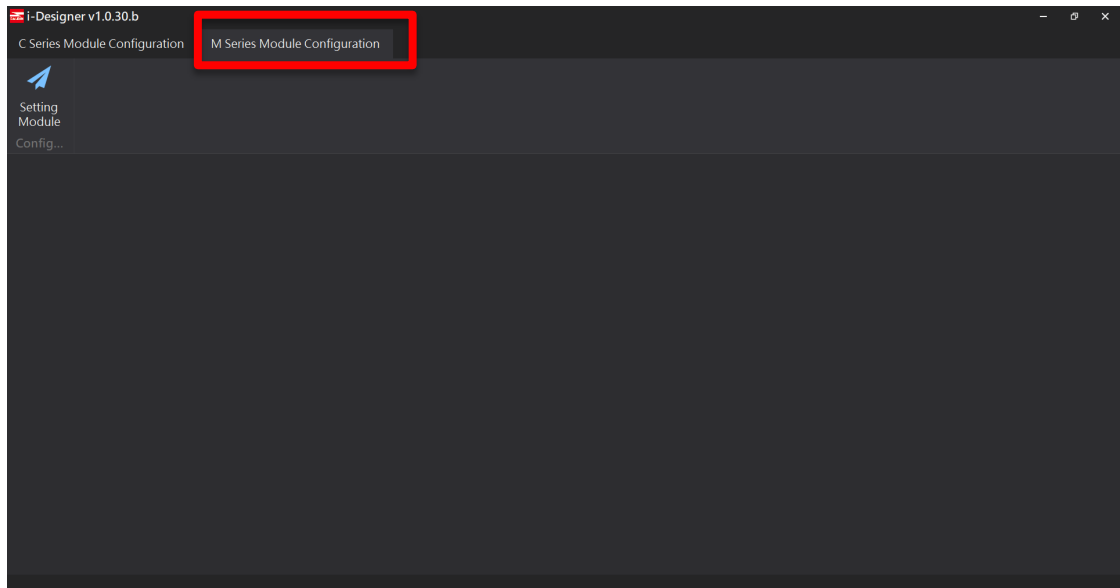 i-Designer v1.0.30.b
C Series Module Configuration M Series Module Configuration
Setting
Module
Config...